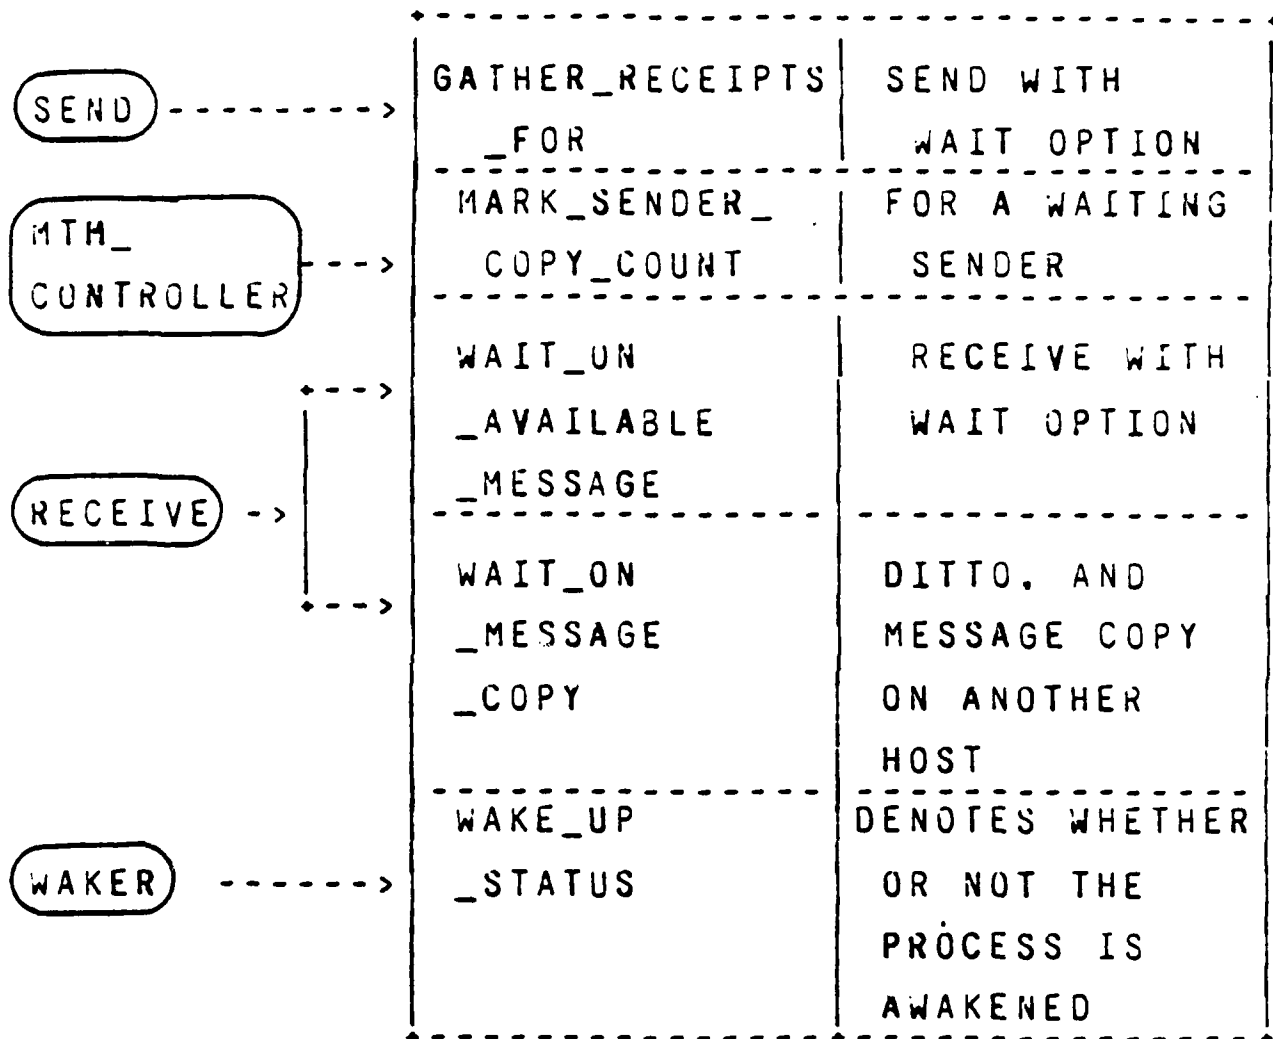 SEND
GATHER_RECEIPTS
_FOR
SEND WITH
WAIT OPTION
MTH_
CONTROLLER
MARK_SENDER_
COPY_COUNT
FOR A WAITING
SENDER
RECEIVE
WAIT_ON
_AVAILABLE
_MESSAGE
RECEIVE WITH
WAIT OPTION
WAIT_ON
_MESSAGE
_COPY
DITTO, AND
MESSAGE COPY
ON ANOTHER
HOST
WAKER
WAKE_UP
_STATUS
DENOTES WHETHER
OR NOT THE
PROCESS IS
AWAKENED